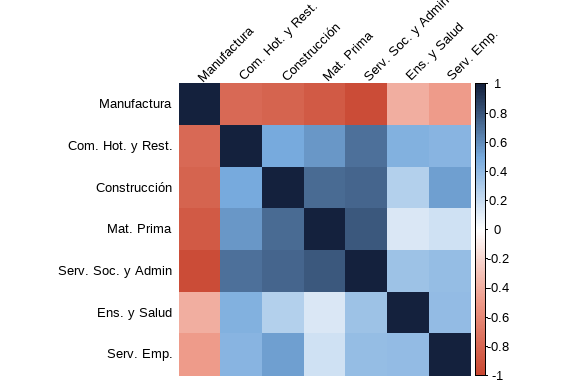 Manufactura
Com. Hot. y Rest.
Construcción
Mat. Prima
Serv. Soc. y Admin
Ens. y Salud
Serv. Emp.
Manufactura
Com. Hot. y Rest.
Construcción
Mat. Prima
Serv. Soc. y Admin
Ens. y Salud
Serv. Emp.
1
0.8
0.6
0.4
0.2
0
-0.2
-0.4
-0.6
-0.8
-1